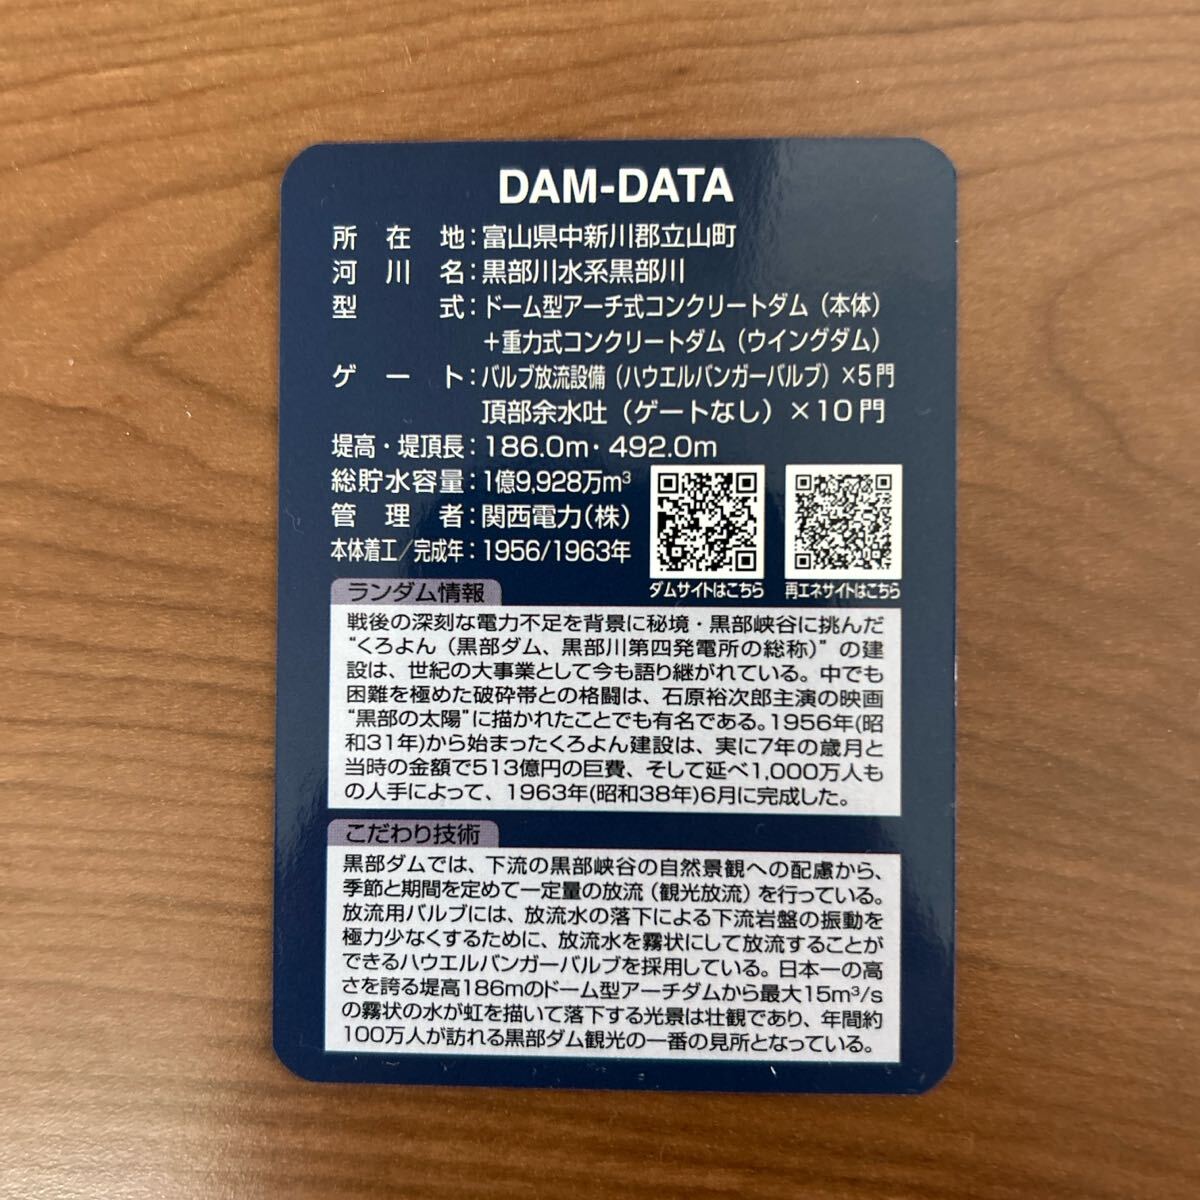 DAM-DATA
所在地:富山県中新川郡立山町
河川名:黒部川水系黒部川
型式:ドーム型アーチ式コンクリートダム(本体)
+重力式コンクリートダム(ウイングダム)
ゲート:バルブ放流設備(ハウエルバンガーバルブ)×5門
頂部余水吐(ゲートなし)×10門
堤高・堤頂長:186.0m・492.0m
総貯水容量:1億9,928万m³
管理者:関西電力(株)
本体着工/完成年:1956/1963年
ダムサイトはこちら
再エネサイトはこちら
ランダム情報
戦後の深刻な電力不足を背景に秘境・黒部峡谷に挑んだ
“くろよん(黒部ダム、黒部川第四発電所の総称)”の建
設は、世紀の大事業として今も語り継がれている。中でも
困難を極めた破砕帯との格闘は、石原裕次郎主演の映画
“黒部の太陽”に描かれたことでも有名である。1956年(昭
和31年)から始まったくろよん建設は、実に7年の歳月と
当時の金額で513億円の巨費、そして延べ1,000万人も
の人手によって、1963年(昭和38年)6月に完成した。
こだわり技術
黒部ダムでは、下流の黒部峡谷の自然景観への配慮から、
季節と期間を定めて一定量の放流(観光放流)を行っている。
放流用バルブには、放流水の落下による下流岩盤の振動を
極力少なくするために、放流水を霧状にして放流することが
できるハウエルバンガーバルブを採用している。日本一の高
さを誇る堤高186mのドーム型アーチダムから最大15m³/s
の霧状の水が虹を描いて落下する光景は壮観であり、年間約
100万人が訪れる黒部ダム観光の一番の見所となっている。